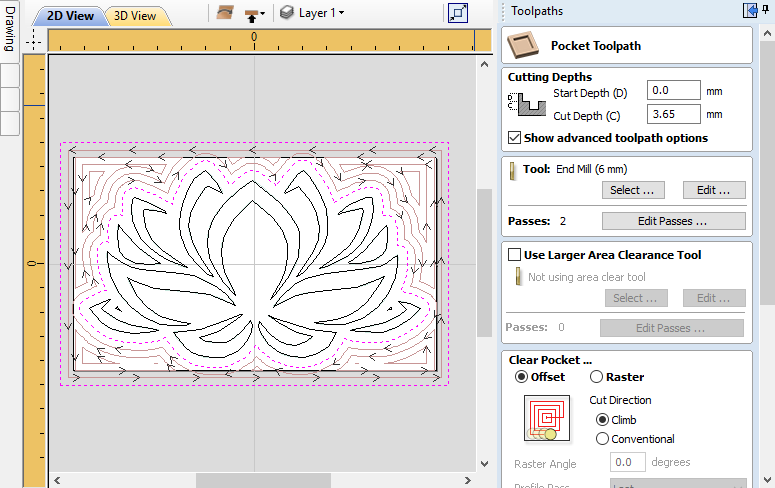 Drawing
2D View
3D View
Layer 1
0
0
Toolpaths
Pocket Toolpath
Cutting Depths
D
C
Start Depth (D)
0.0
mm
Cut Depth (C)
3.65
mm
Show advanced toolpath options
Tool: End Mill (6 mm)
Select ...
Edit ...
Passes: 2
Edit Passes ...
Use Larger Area Clearance Tool
Not using area clear tool
Select ...
Edit ...
Passes: 0
Edit Passes ...
Clear Pocket ...
Offset
Raster
Cut Direction
Climb
Conventional
Raster Angle
0.0
degrees
Profile Pass
Last